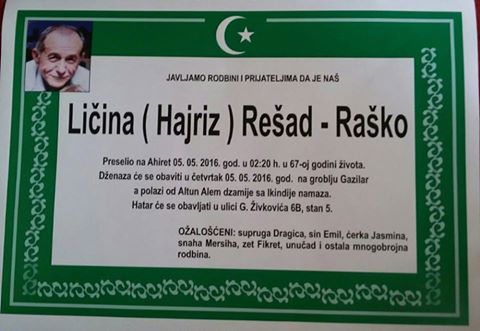 JAVLJAMO RODBINI I PRIJATELJIMA DA JE NAŠ
Ličina ( Hajriz ) Rešad - Raško
Preselio na Ahiret 05. 05. 2016. god. u 02:20 h. u 67-oj godini života.
Dženaza će se obaviti u četvrtak 05. 05. 2016. god. na groblju Gazilar
a polazi od Altun Alem dzamije sa Ikindije namaza.
Hatar će se obavljati u ulici G. Živkovića 6B, stan 5.
OŽALOŠĆENI: supruga Dragica, sin Emil, ćerka Jasmina,
snaha Mersiha, zet Fikret, unučad i ostala mnogobrojna
rodbina.